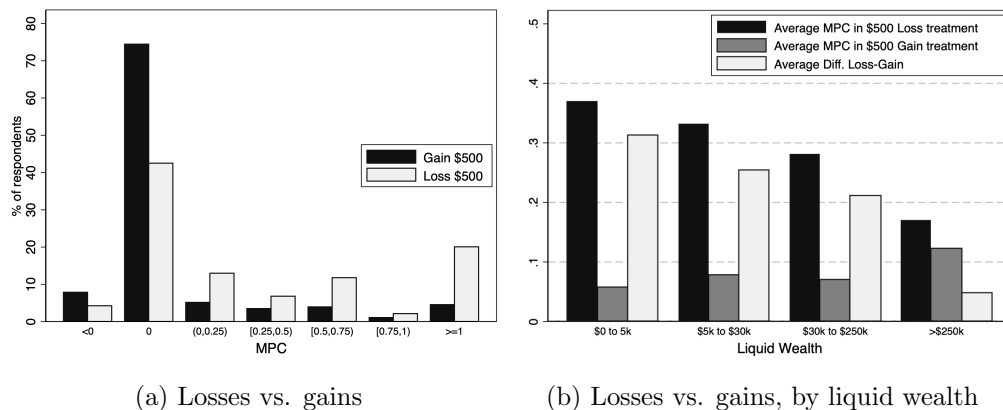 % of respondents
80
70
60
50
40
30
20
10
0
Gain $500
Loss $500
<0
0
(0,0.25)
[0.25,0.5)
[0.5,0.75)
[0.75,1)
>=1
MPC
(a) Losses vs. gains
.5
.4
.3
.2
.1
0
Average MPC in $500 Loss treatment
Average MPC in $500 Gain treatment
Average Diff. Loss-Gain
$0 to 5k
$5k to $30k
$30k to $250k
>$250k
Liquid Wealth
(b) Losses vs. gains, by liquid wealth